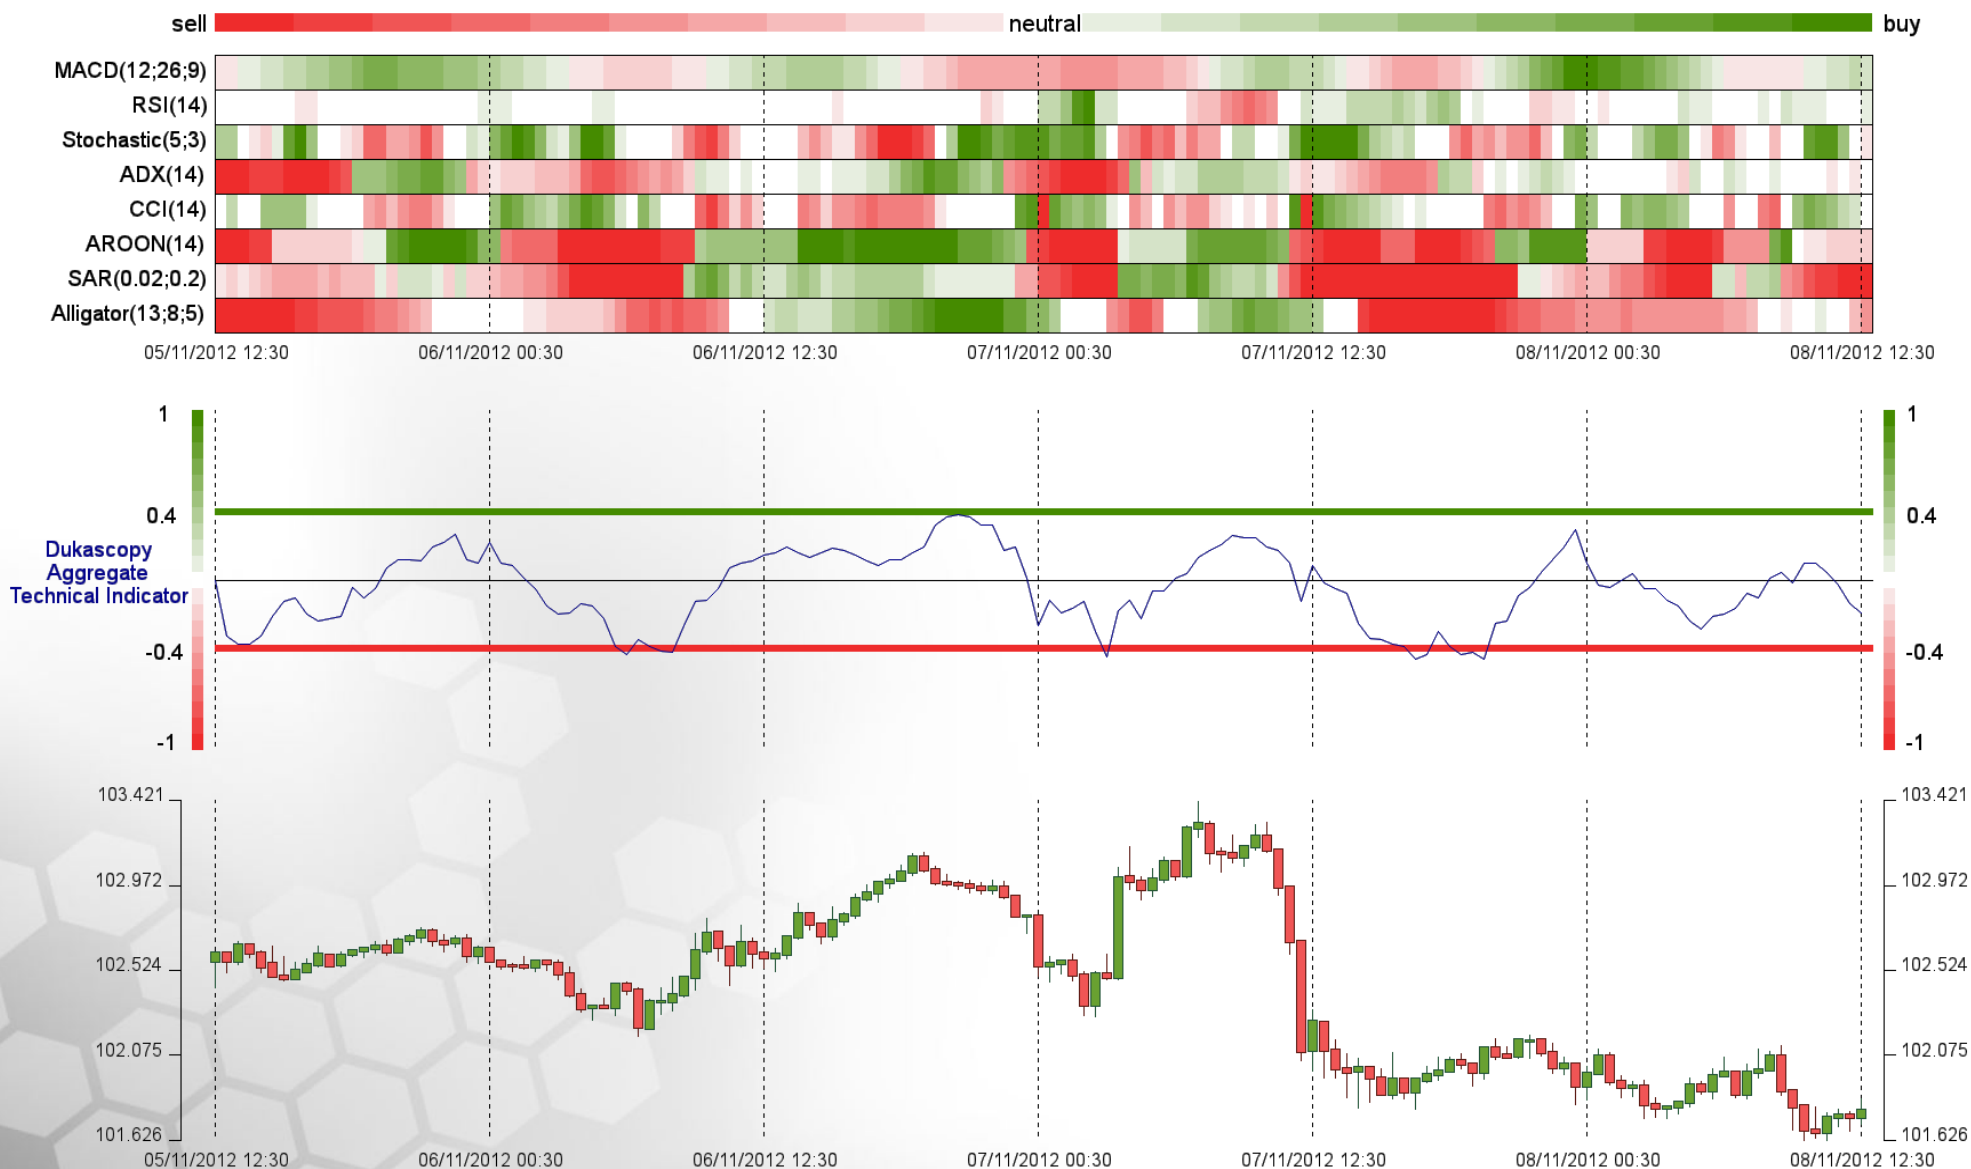 sell neutral buy
MACD(12;26;9)
RSI(14)
Stochastic(5;3)
ADX(14)
CCI(14)
AROON(14)
SAR(0.02;0.2)
Alligator(13;8;5)
05/11/2012 12:30 06/11/2012 00:30 06/11/2012 12:30 07/11/2012 00:30 07/11/2012 12:30 08/11/2012 00:30 08/11/2012 12:30
1 1
0.4 0.4
Dukascopy
Aggregate
Technical Indicator
-0.4 -0.4
-1 -1
103.421 103.421
102.972 102.972
102.524 102.524
102.075 102.075
101.626 101.626
05/11/2012 12:30 06/11/2012 00:30 06/11/2012 12:30 07/11/2012 00:30 07/11/2012 12:30 08/11/2012 00:30 08/11/2012 12:30